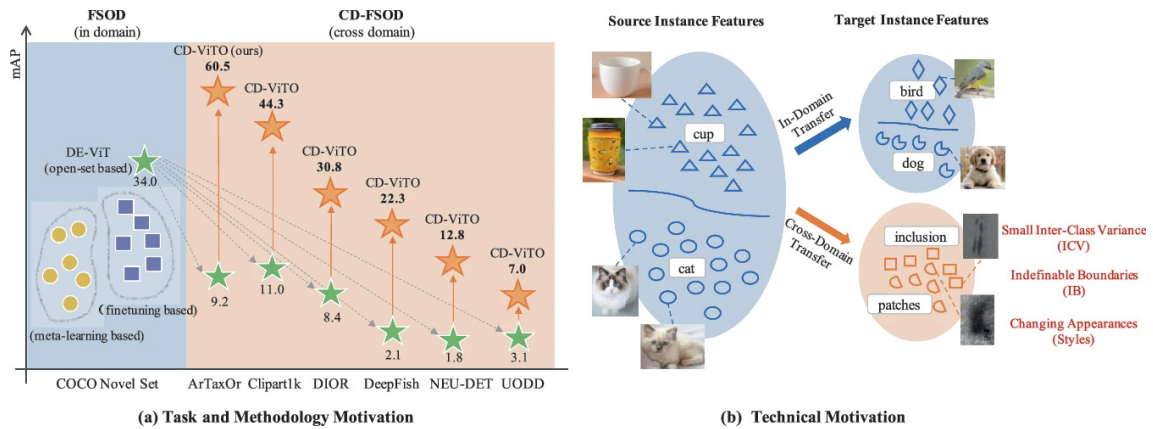 FSOD
(in domain)
CD-FSOD
(cross domain)
mAP
CD-ViTO (ours)
60.5
CD-ViTO
44.3
CD-ViTO
30.8
CD-ViTO
22.3
CD-ViTO
12.8
CD-ViTO
7.0
DE-ViT
(open-set based)
34.0
9.2
11.0
8.4
2.1
1.8
3.1
(finetuning based)
(meta-learning based)
COCO Novel Set
ArTaxOr
Clipart1k
DIOR
DeepFish
NEU-DET
UODD
(a) Task and Methodology Motivation
Source Instance Features
Target Instance Features
cup
cat
In-Domain
Transfer
Cross-Domain
Transfer
bird
dog
inclusion
patches
Small Inter-Class Variance
(ICV)
Indefinable Boundaries
(IB)
Changing Appearances
(Styles)
(b) Technical Motivation